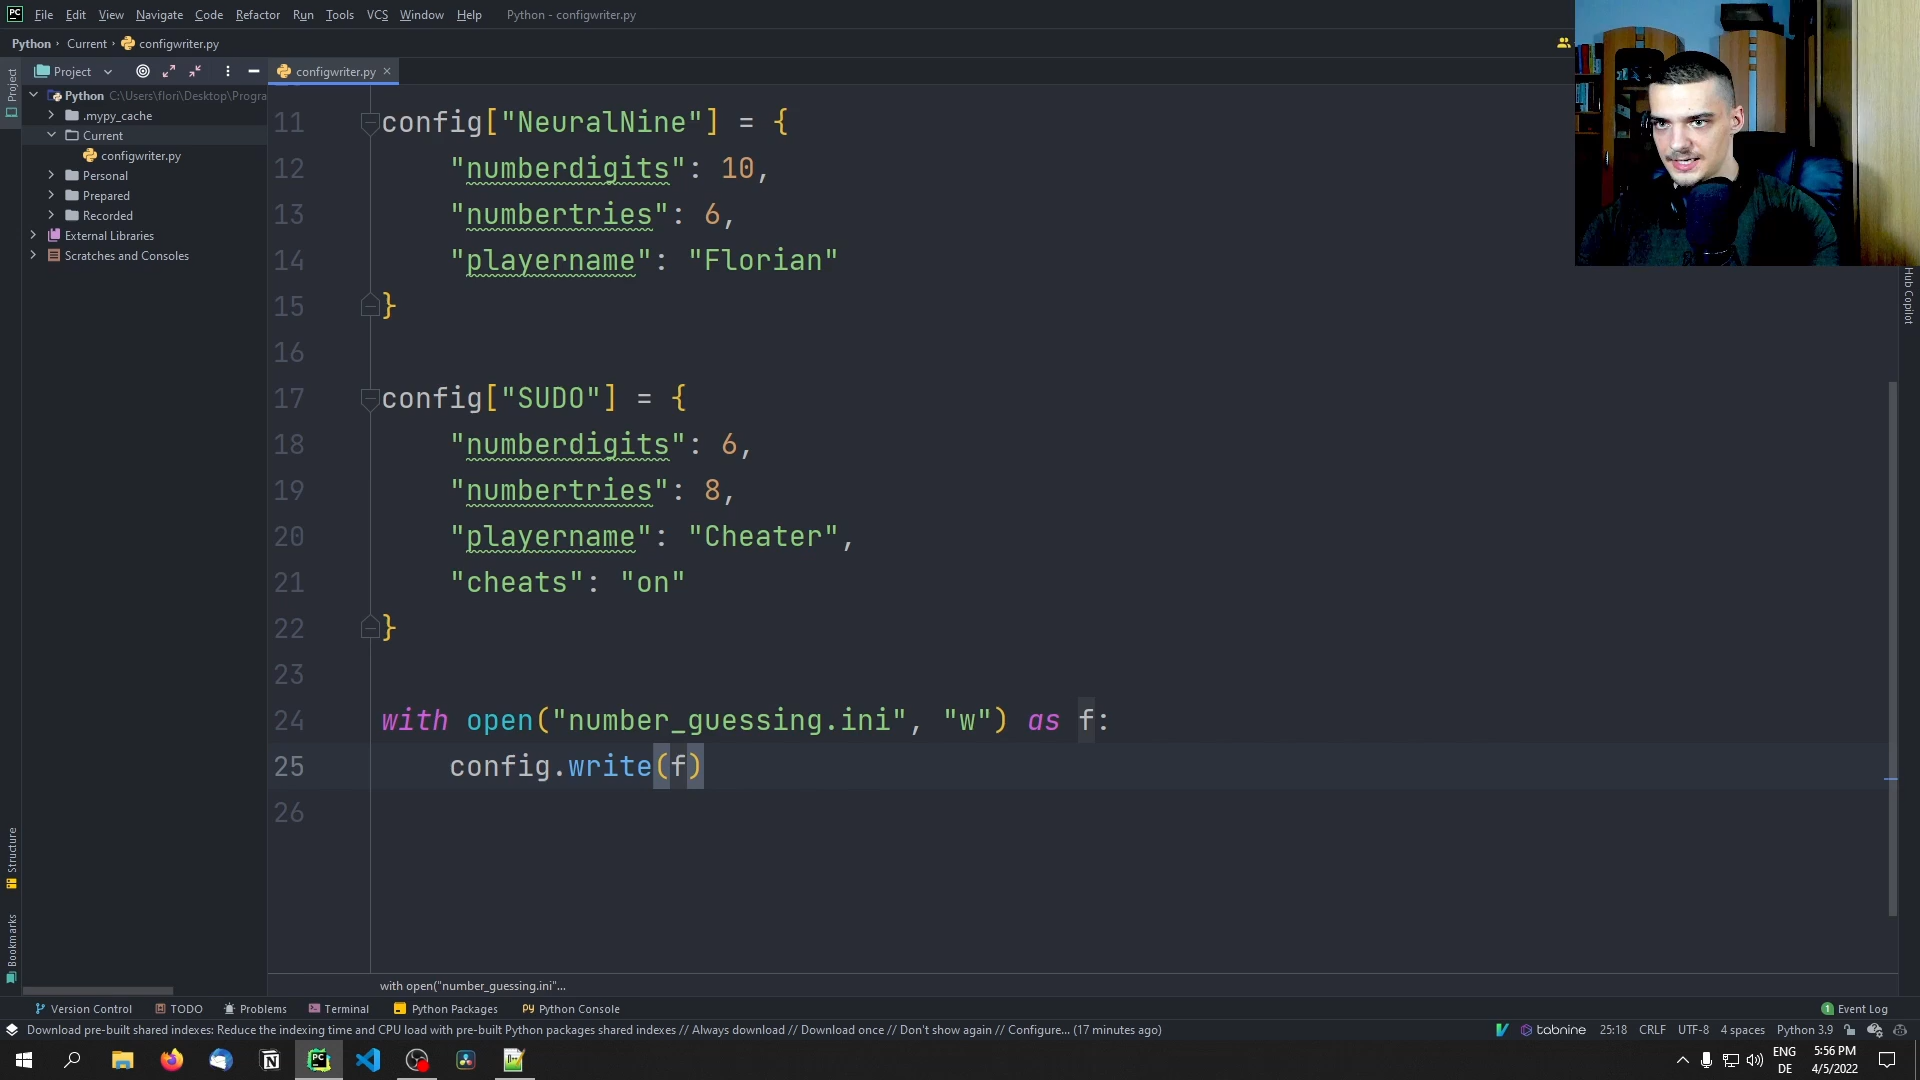 PC File Edit View Navigate Code Refactor Run Tools VCS Window Help Python - configwriter.py
Python Current configwriter.py
Project configwriter.py
Project
Python C:\Users\flori\Desktop\Progra
.mypy_cache
Current
configwriter.py
Personal
Prepared
Recorded
External Libraries
Scratches and Consoles
11 config["NeuralNine"] = {
12 "numberdigits": 10,
13 "numbertries": 6,
14 "playername": "Florian"
15 }
16
17 config["SUDO"] = {
18 "numberdigits": 6,
19 "numbertries": 8,
20 "playername": "Cheater",
21 "cheats": "on"
22 }
23
24 with open("number_guessing.ini", "w") as f:
25 config.write(f)
26
Hub Copilot
Structure
Bookmarks
with open("number_guessing.ini"...
Version Control TODO Problems Terminal Python Packages Python Console 1 Event Log
Download pre-built shared indexes: Reduce the indexing time and CPU load with pre-built Python packages shared indexes // Always download // Download once // Don't show again // Configure... (17 minutes ago) tabnine 25:18 CRLF UTF-8 4 spaces Python 3.9
ENG 5:56 PM
DE 4/5/2022